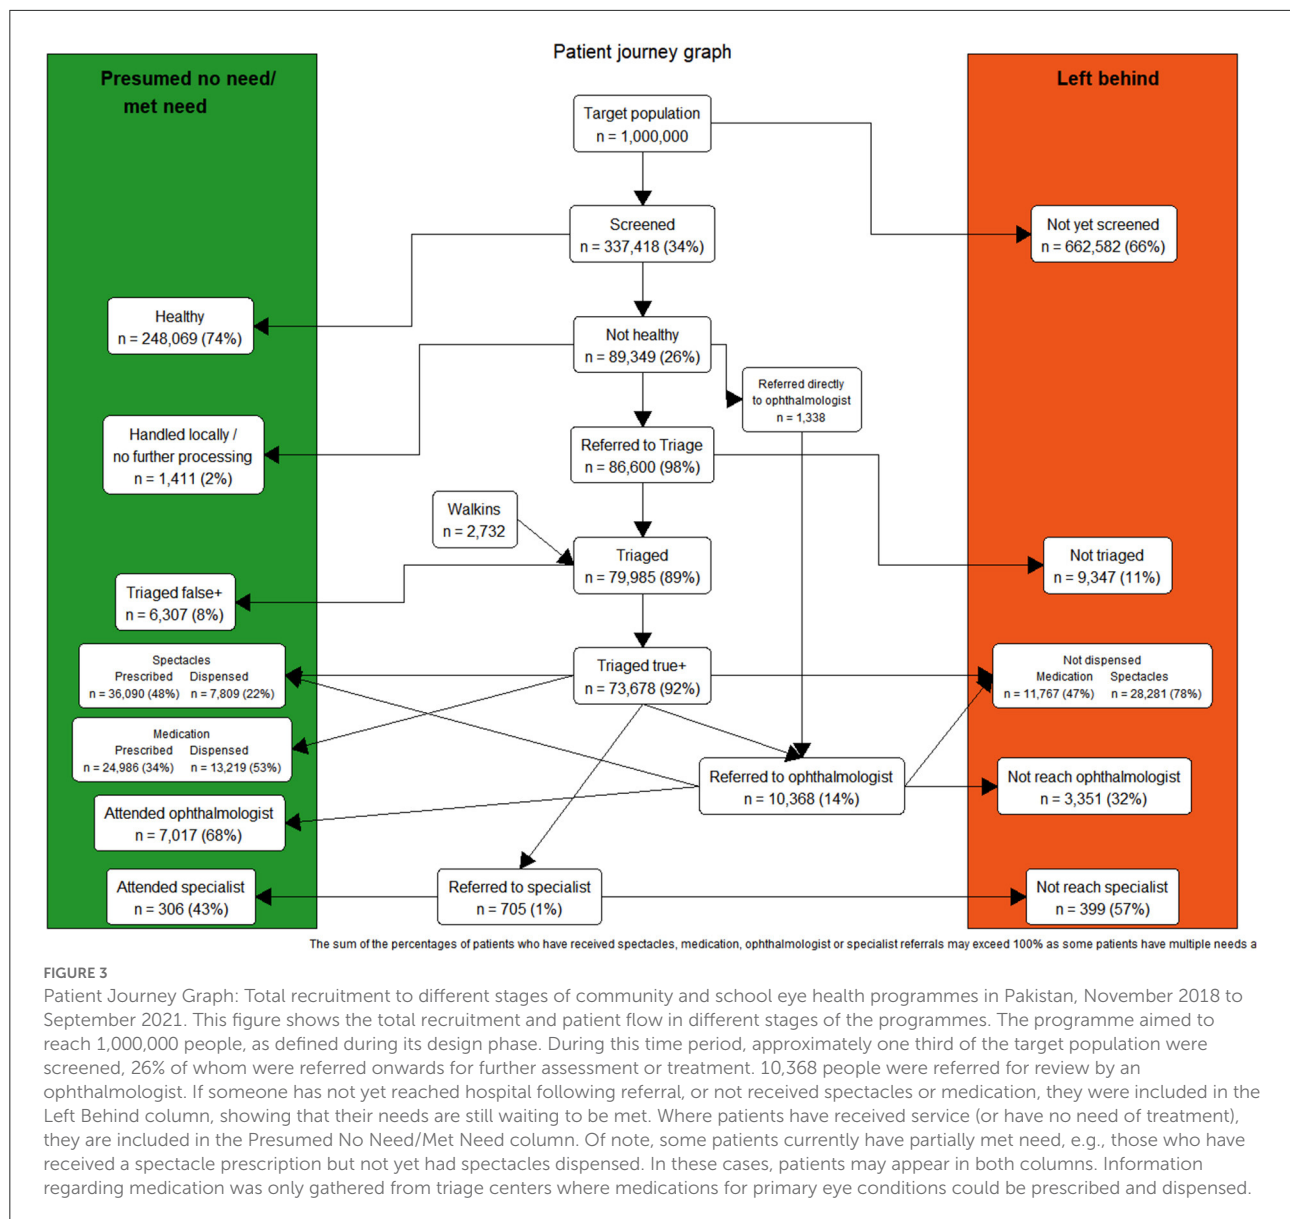 Patient journey graph
Presumed no need/
met need
Left behind
Target population
n = 1,000,000
Screened
n = 337,418 (34%)
Not yet screened
n = 662,582 (66%)
Healthy
n = 248,069 (74%)
Not healthy
n = 89,349 (26%)
Referred directly
to ophthalmologist
n = 1,338
Handled locally /
no further processing
n = 1,411 (2%)
Referred to Triage
n = 86,600 (98%)
Walkins
n = 2,732
Triaged
n = 79,985 (89%)
Not triaged
n = 9,347 (11%)
Triaged false+
n = 6,307 (8%)
Spectacles
Prescribed Dispensed
n = 36,090 (48%) n = 7,809 (22%)
Triaged true+
n = 73,678 (92%)
Not dispensed
Medication Spectacles
n = 11,767 (47%) n = 28,281 (78%)
Medication
Prescribed Dispensed
n = 24,986 (34%) n = 13,219 (53%)
Referred to ophthalmologist
n = 10,368 (14%)
Not reach ophthalmologist
n = 3,351 (32%)
Attended ophthalmologist
n = 7,017 (68%)
Attended specialist
n = 306 (43%)
Referred to specialist
n = 705 (1%)
Not reach specialist
n = 399 (57%)
The sum of the percentages of patients who have received spectacles, medication, ophthalmologist or specialist referrals may exceed 100% as some patients have multiple needs a
FIGURE 3
Patient Journey Graph: Total recruitment to different stages of community and school eye health programmes in Pakistan, November 2018 to
September 2021. This figure shows the total recruitment and patient flow in different stages of the programmes. The programme aimed to
reach 1,000,000 people, as defined during its design phase. During this time period, approximately one third of the target population were
screened, 26% of whom were referred onwards for further assessment or treatment. 10,368 people were referred for review by an
ophthalmologist. If someone has not yet reached hospital following referral, or not received spectacles or medication, they were included in the
Left Behind column, showing that their needs are still waiting to be met. Where patients have received service (or have no need of treatment),
they are included in the Presumed No Need/Met Need column. Of note, some patients currently have partially met need, e.g., those who have
received a spectacle prescription but not yet had spectacles dispensed. In these cases, patients may appear in both columns. Information
regarding medication was only gathered from triage centers where medications for primary eye conditions could be prescribed and dispensed.